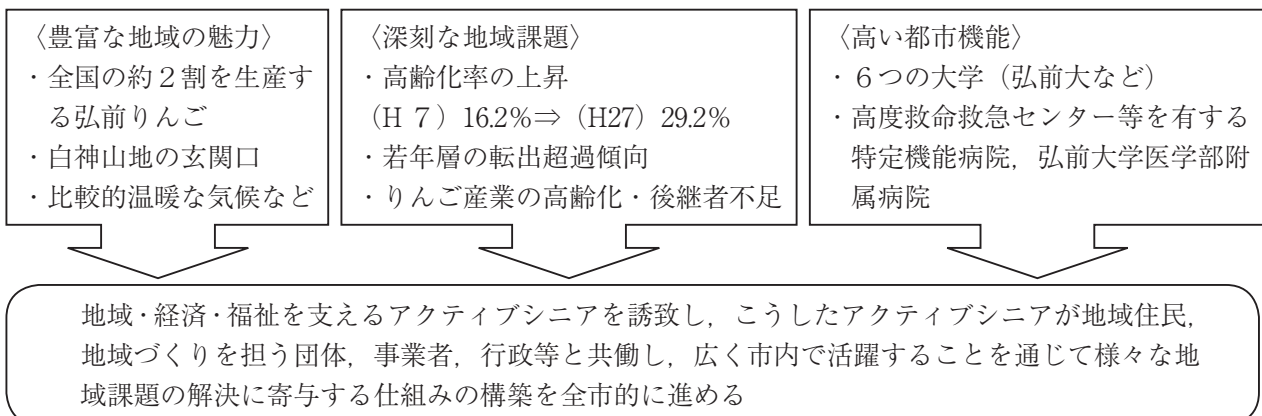 〈豊富な地域の魅力〉
・全国の約２割を生産す
る弘前りんご
・白神山地の玄関口
・比較的温暖な気候など
〈深刻な地域課題〉
・高齢化率の上昇
（H ７）16.2%⇒（H27）29.2%
・若年層の転出超過傾向
・りんご産業の高齢化・後継者不足
〈高い都市機能〉
・６つの大学（弘前大など）
・高度救命救急センター等を有する
特定機能病院，弘前大学医学部附
属病院
地域・経済・福祉を支えるアクティブシニアを誘致し，こうしたアクティブシニアが地域住民，
地域づくりを担う団体，事業者，行政等と共働し，広く市内で活躍することを通じて様々な地
域課題の解決に寄与する仕組みの構築を全市的に進める